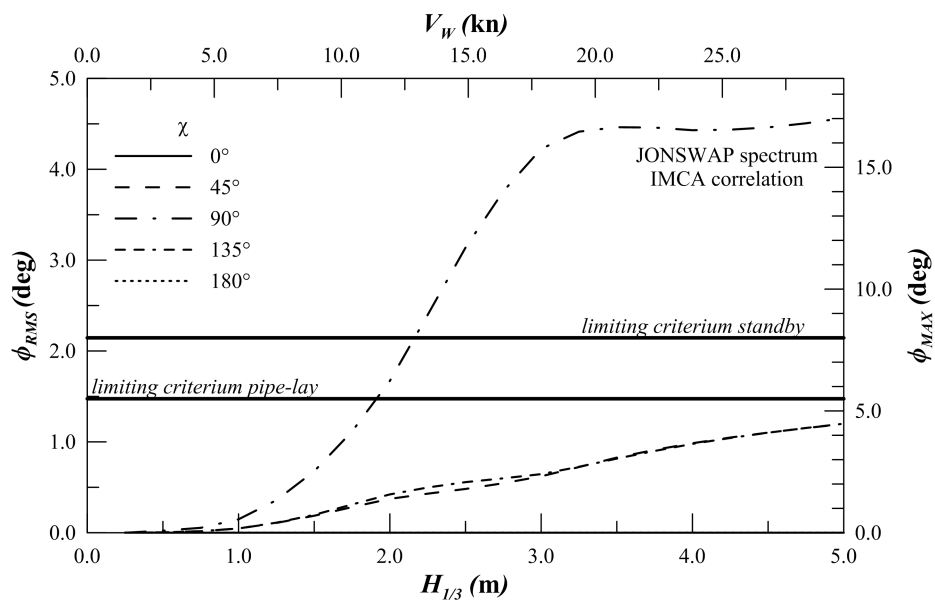 V_W (kn)
0.0 5.0 10.0 15.0 20.0 25.0
5.0
4.0
3.0
2.0
1.0
0.0
ϕ_RMS (deg)
χ
0°
45°
90°
135°
180°
JONSWAP spectrum
IMCA correlation
limiting criterium standby
limiting criterium pipe-lay
15.0
10.0
5.0
0.0
ϕ_MAX (deg)
0.0 1.0 2.0 3.0 4.0 5.0
H_1/3 (m)